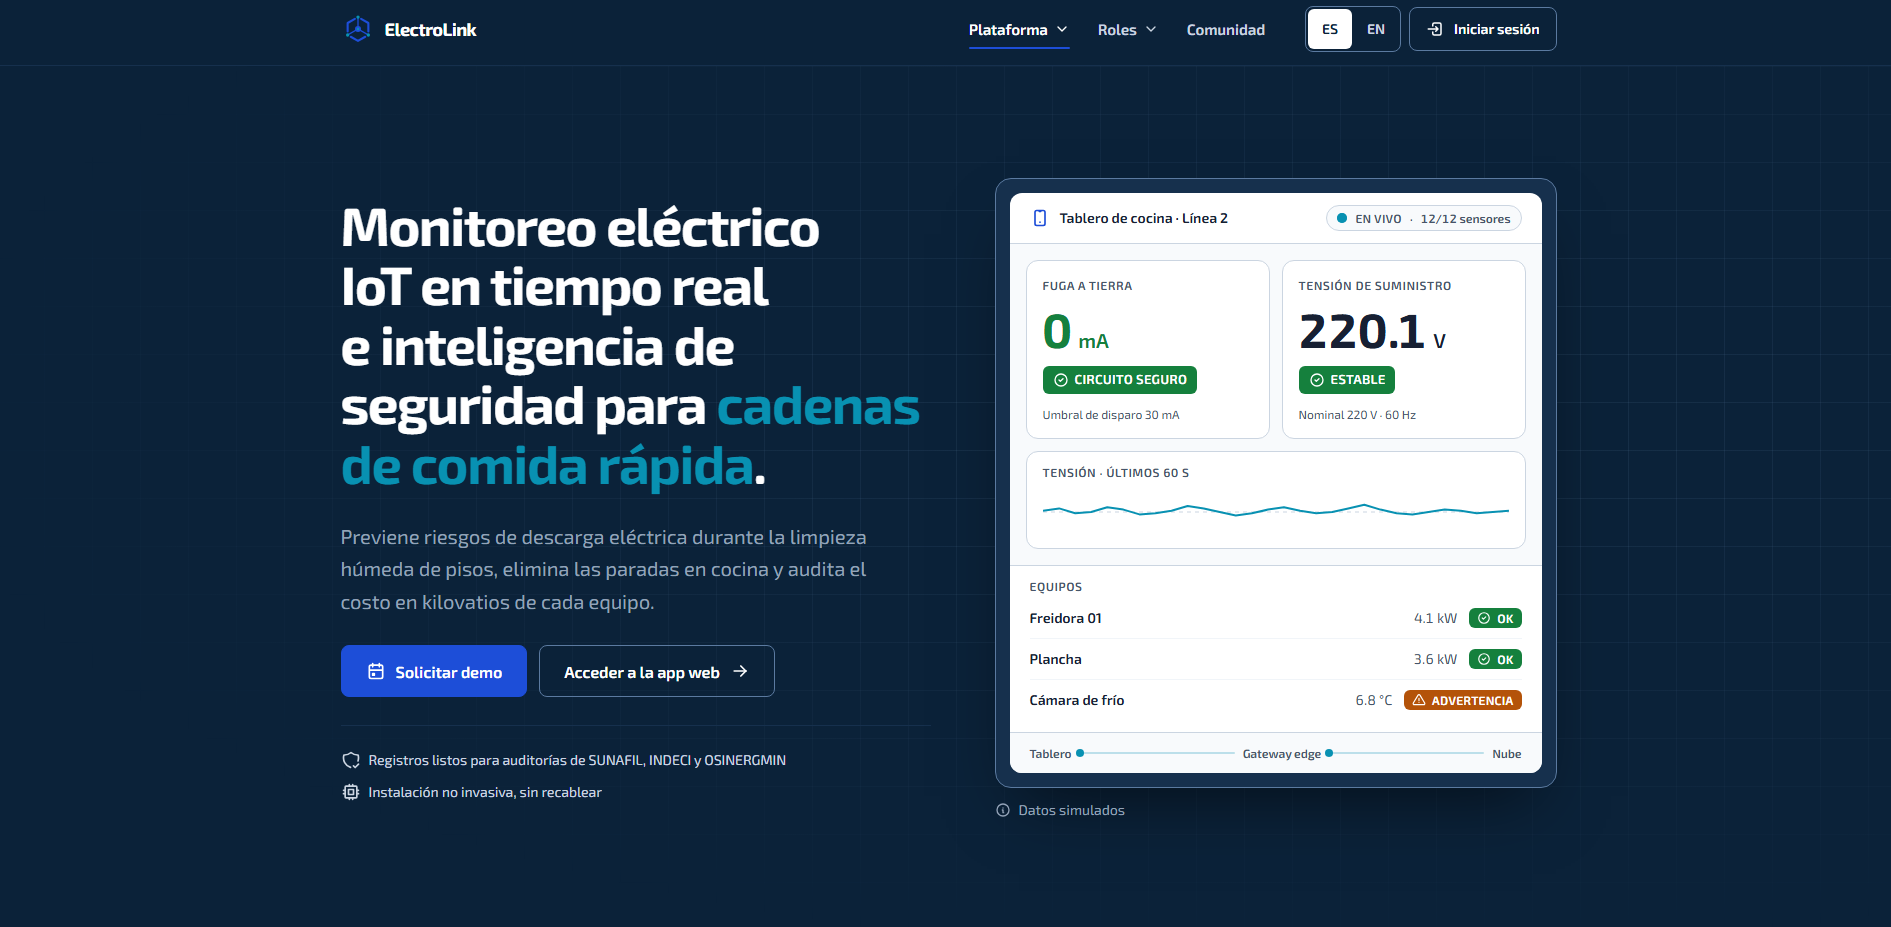 ElectroLink
Plataforma
Roles
Comunidad
ES
EN
Iniciar sesión
Monitoreo eléctrico
IoT en tiempo real
e inteligencia de
seguridad para cadenas
de comida rápida.
Previene riesgos de descarga eléctrica durante la limpieza
húmeda de pisos, elimina las paradas en cocina y audita el
costo en kilovatios de cada equipo.
Solicitar demo
Acceder a la app web
Registros listos para auditorías de SUNAFIL, INDECI y OSINERGMIN
Instalación no invasiva, sin recablear
Tablero de cocina · Línea 2
EN VIVO · 12/12 sensores
FUGA A TIERRA
0 mA
CIRCUITO SEGURO
Umbral de disparo 30 mA
TENSIÓN DE SUMINISTRO
220.1 V
ESTABLE
Nominal 220 V · 60 Hz
TENSIÓN · ÚLTIMOS 60 S
EQUIPOS
Freidora 01 4.1 kW OK
Plancha 3.6 kW OK
Cámara de frío 6.8 °C ADVERTENCIA
Tablero Gateway edge Nube
Datos simulados